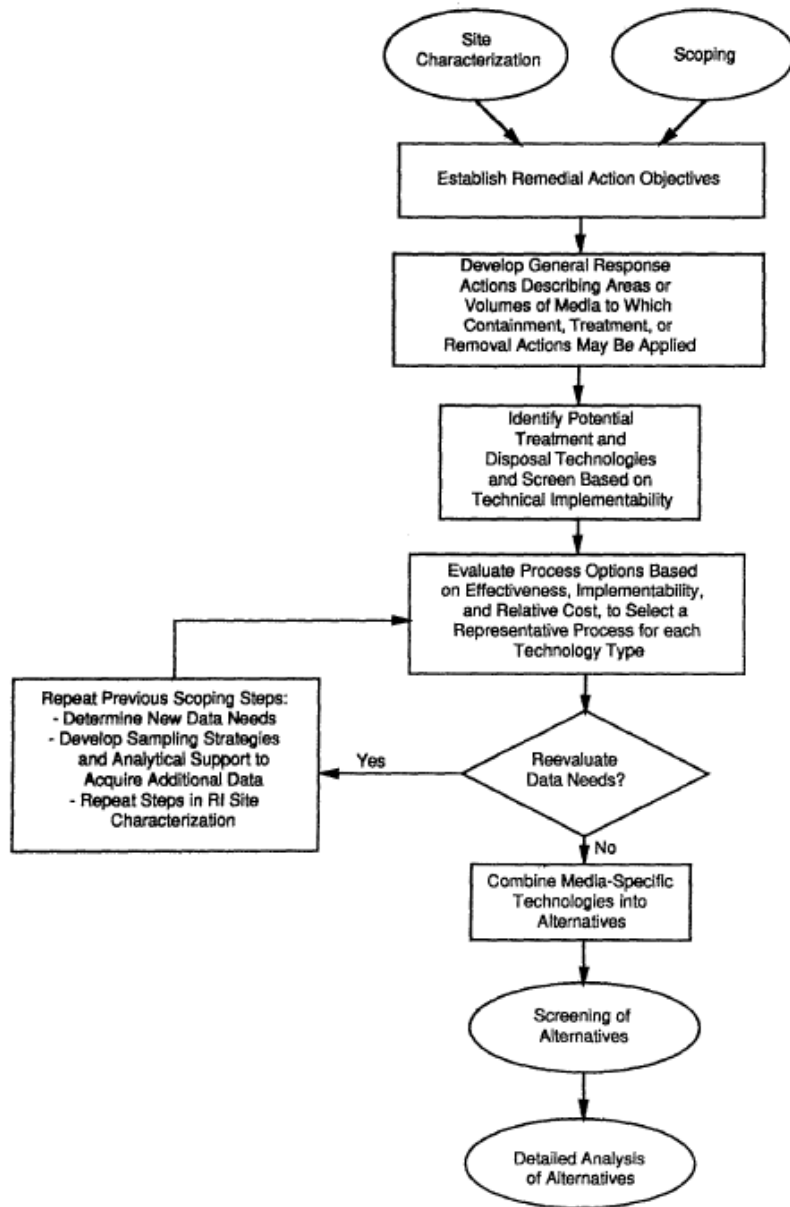 Site
Characterization
Scoping
Establish Remedial Action Objectives
Develop General Response
Actions Describing Areas or
Volumes of Media to Which
Containment, Treatment, or
Removal Actions May Be Applied
Identify Potential
Treatment and
Disposal Technologies
and Screen Based on
Technical Implementability
Evaluate Process Options Based
on Effectiveness, Implementability,
and Relative Cost, to Select a
Representative Process for each
Technology Type
Repeat Previous Scoping Steps:
- Determine New Data Needs
- Develop Sampling Strategies
and Analytical Support to
Acquire Additional Data
- Repeat Steps in RI Site
Characterization
Yes
Reevaluate
Data Needs?
No
Combine Media-Specific
Technologies into
Alternatives
Screening of
Alternatives
Detailed Analysis
of Alternatives